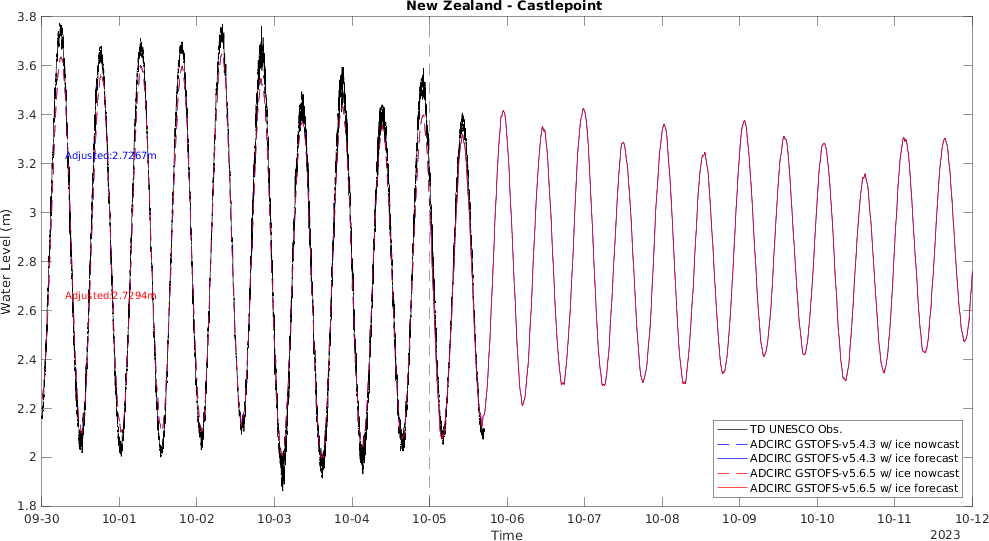 New Zealand - Castlepoint
Water Level (m)
3.8
3.6
3.4
3.2
3
2.8
2.6
2.4
2.2
2
1.8
Adjusted:2.7267m
Adjusted:2.7294m
TD UNESCO Obs.
ADCIRC GSTOFS-v5.4.3 w/ ice nowcast
ADCIRC GSTOFS-v5.4.3 w/ ice forecast
ADCIRC GSTOFS-v5.6.5 w/ ice nowcast
ADCIRC GSTOFS-v5.6.5 w/ ice forecast
09-30 10-01 10-02 10-03 10-04 10-05 10-06 10-07 10-08 10-09 10-10 10-11 10-12
Time
2023